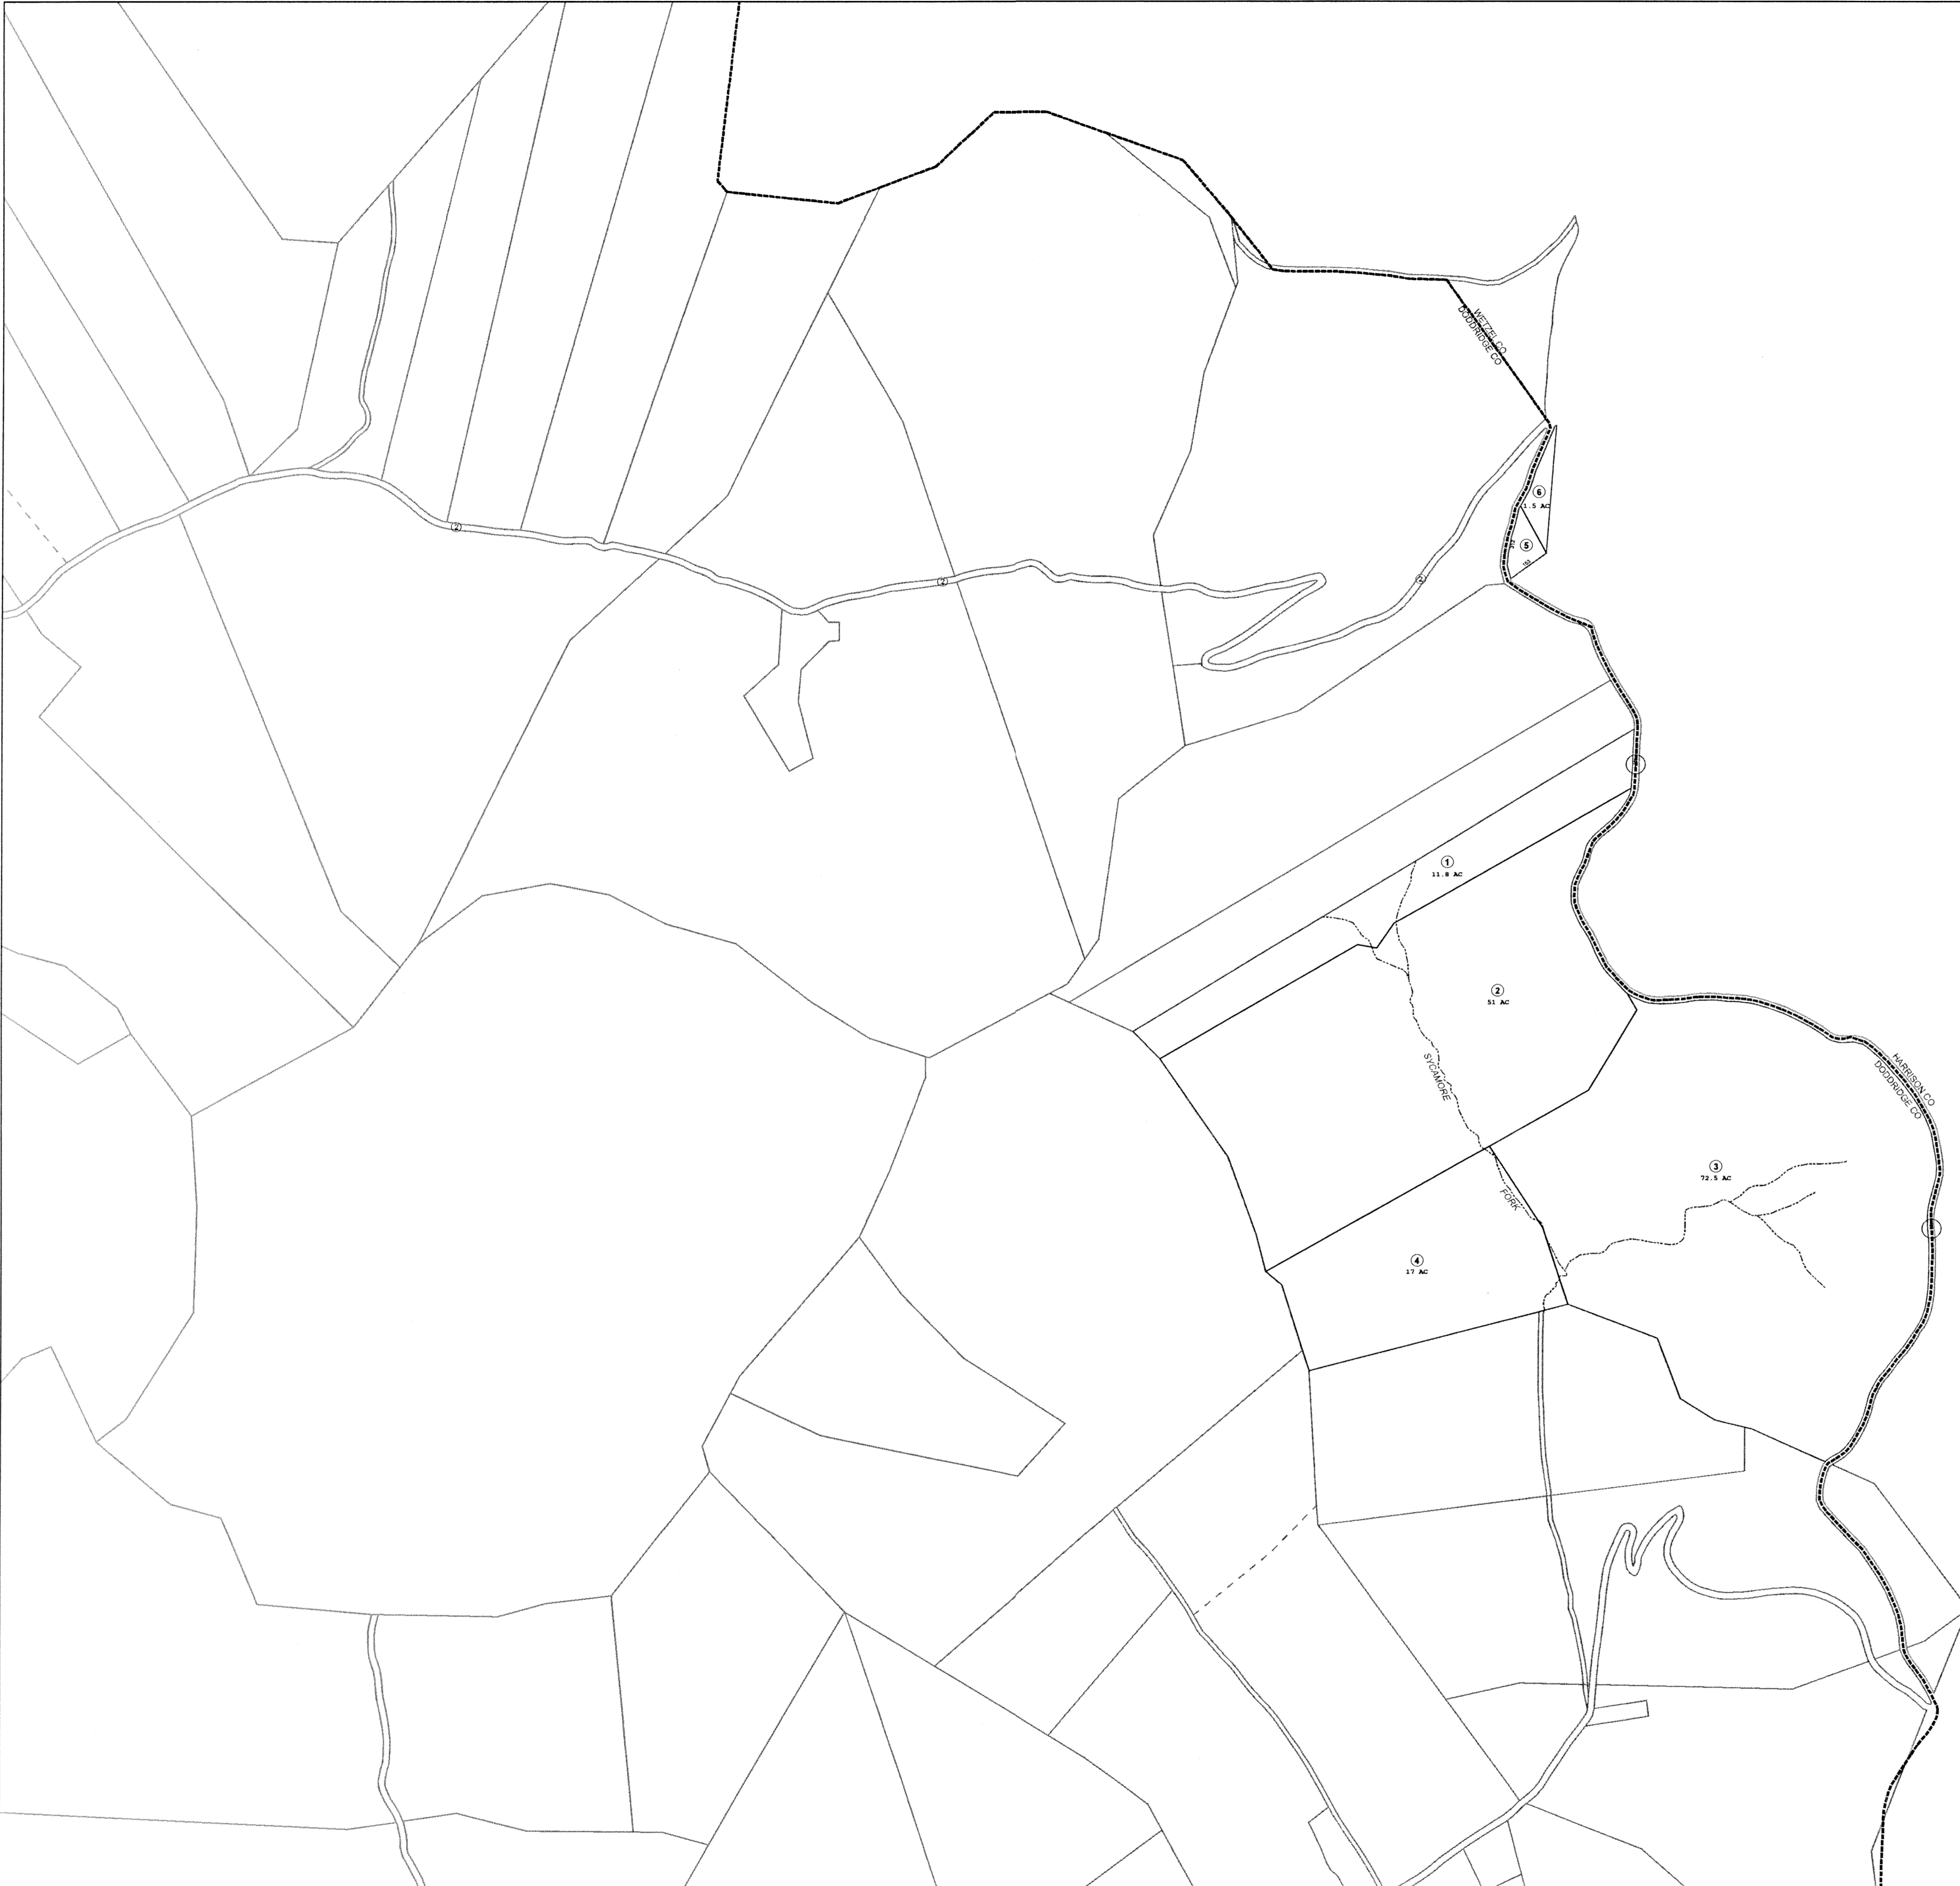 WETZEL CO
DODDRIDGE CO
6
1.5 AC
2
5
2
2
1
11.8 AC
2
51 AC
SYCAMORE
HARRISON CO
DODDRIDGE CO
3
72.5 AC
FORK
4
17 AC